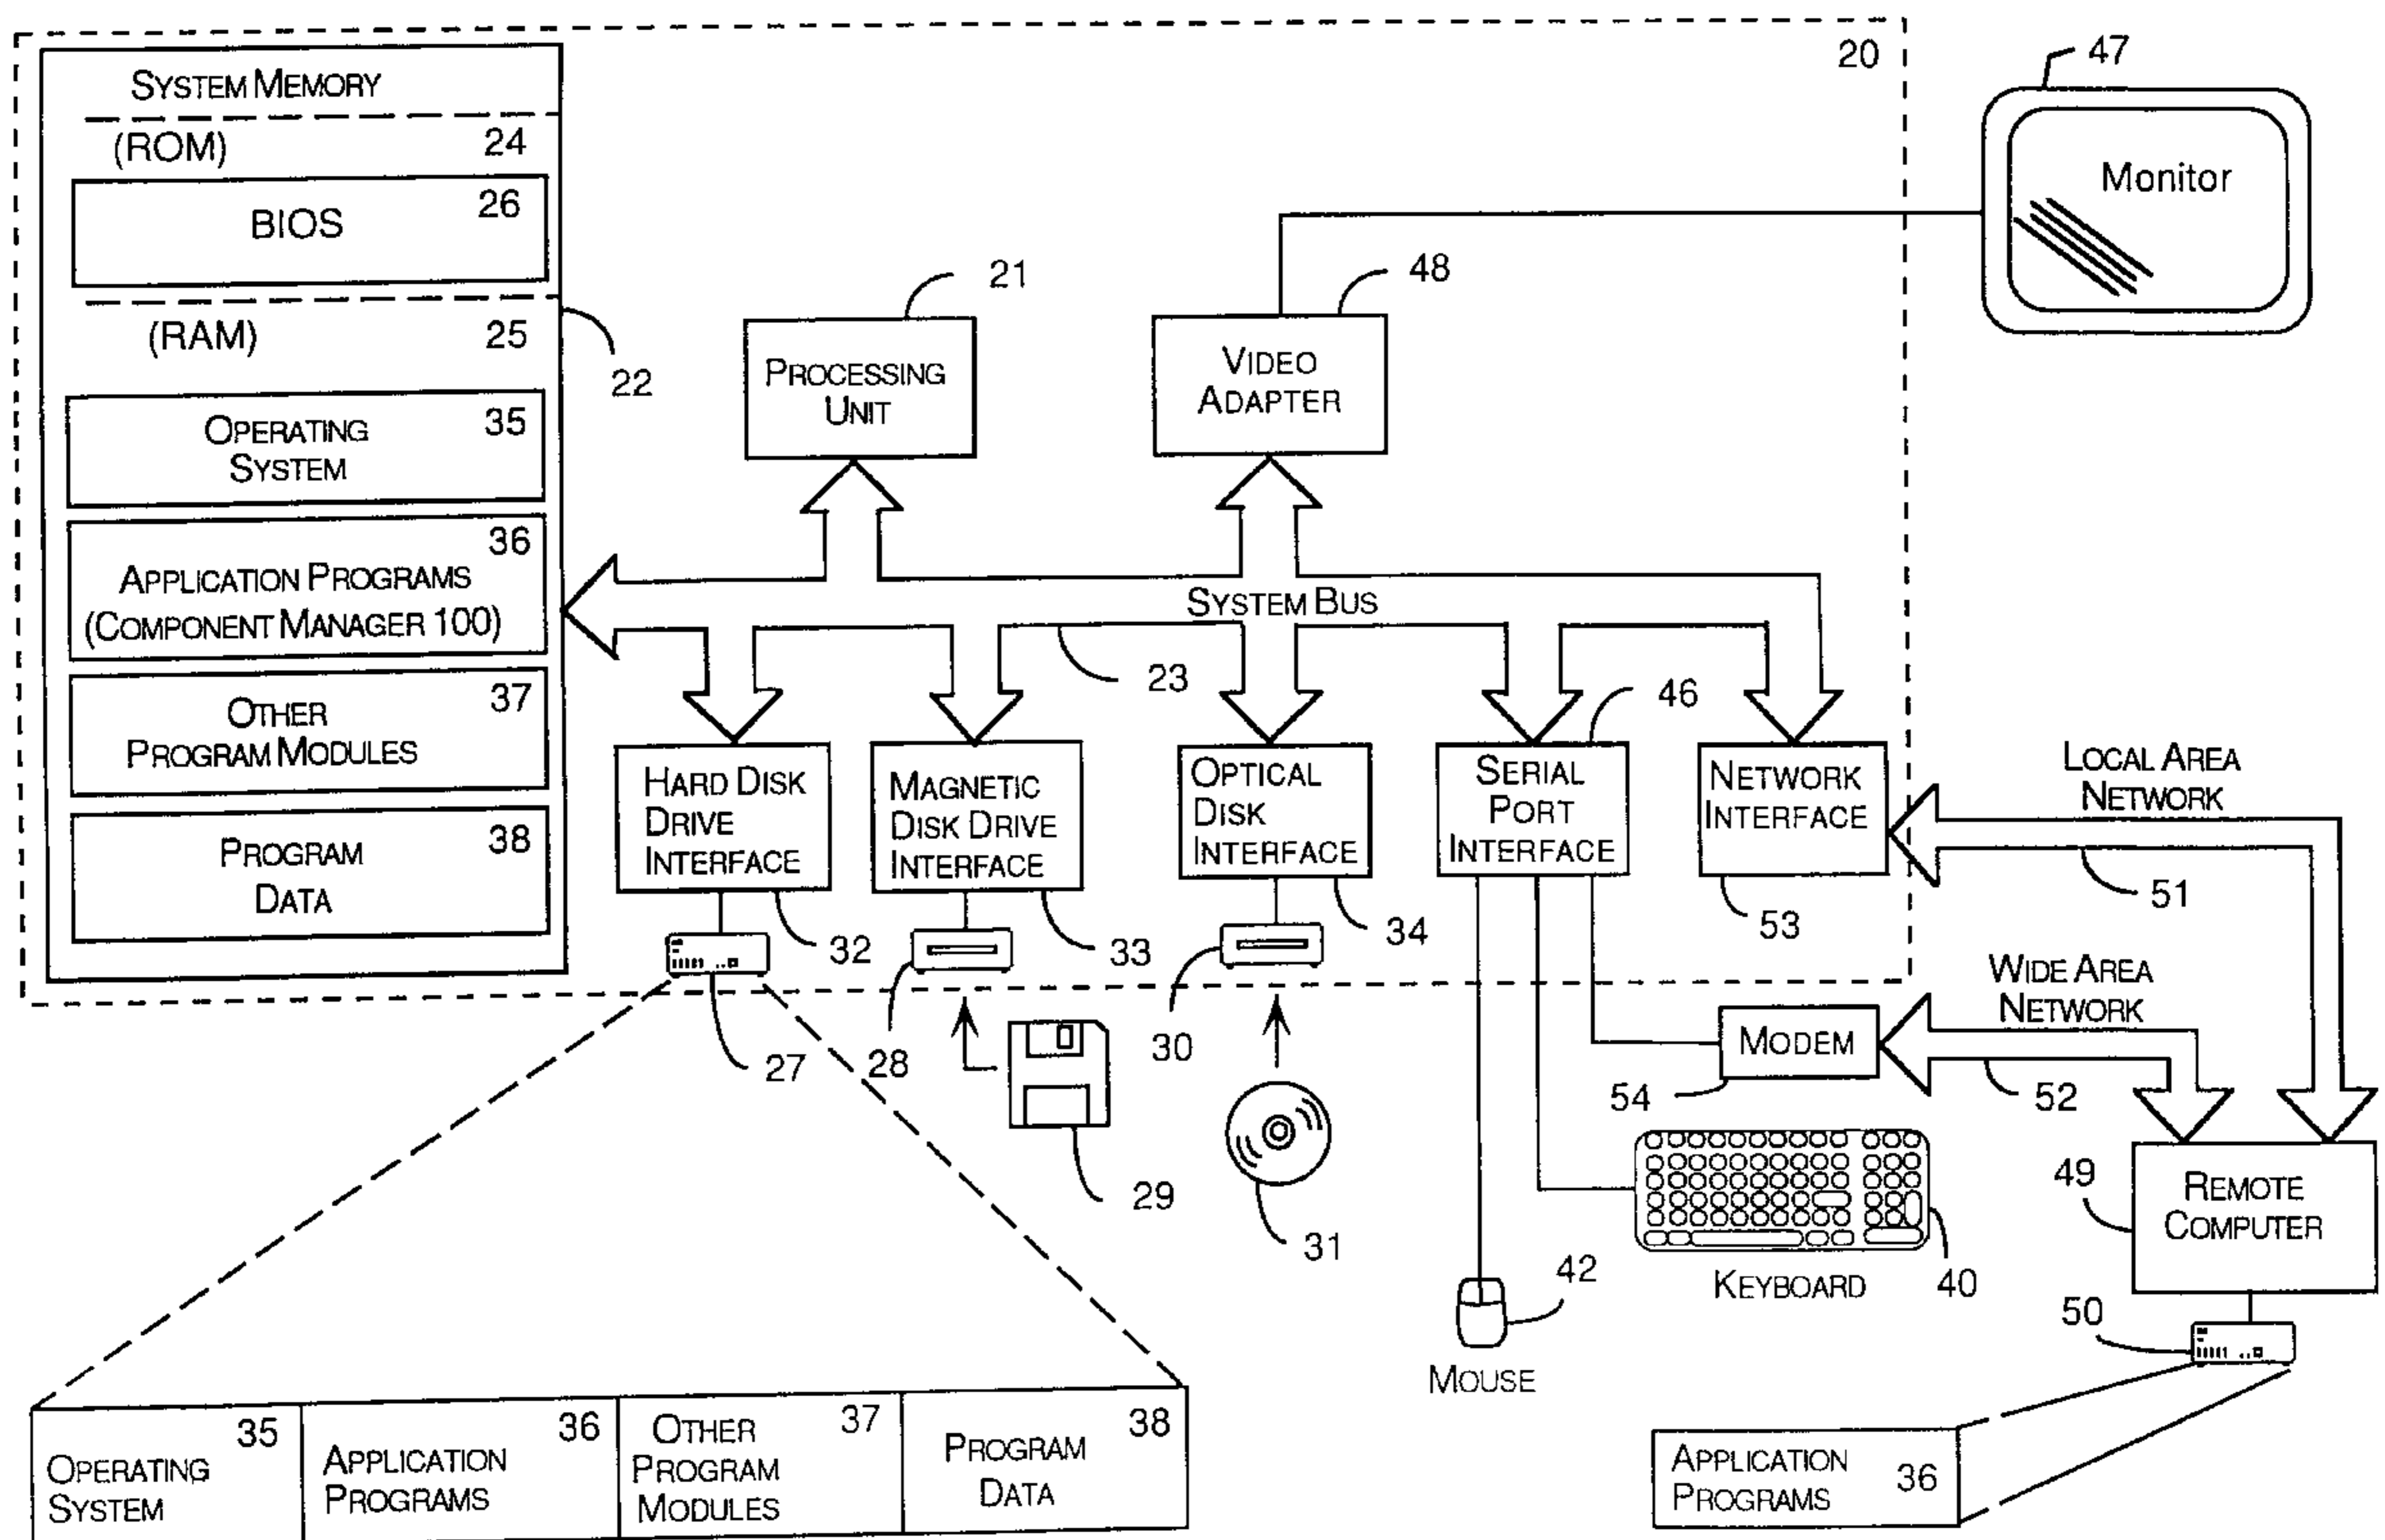 20
47
SYSTEM MEMORY
(ROM) 24
26
BIOS
(RAM) 25
22
35
OPERATING
SYSTEM
36
APPLICATION PROGRAMS
(COMPONENT MANAGER 100)
37
OTHER
PROGRAM MODULES
38
PROGRAM
DATA
Monitor
21
PROCESSING
UNIT
48
VIDEO
ADAPTER
SYSTEM BUS
23
46
HARD DISK
DRIVE
INTERFACE
32
MAGNETIC
DISK DRIVE
INTERFACE
33
OPTICAL
DISK
INTERFACE
34
SERIAL
PORT
INTERFACE
NETWORK
INTERFACE
53
LOCAL AREA
NETWORK
51
WIDE AREA
NETWORK
52
27
28
29
30
31
MODEM
54
49
REMOTE
COMPUTER
50
KEYBOARD
40
42
MOUSE
35
OPERATING
SYSTEM
36
APPLICATION
PROGRAMS
37
OTHER
PROGRAM
MODULES
38
PROGRAM
DATA
APPLICATION
PROGRAMS
36